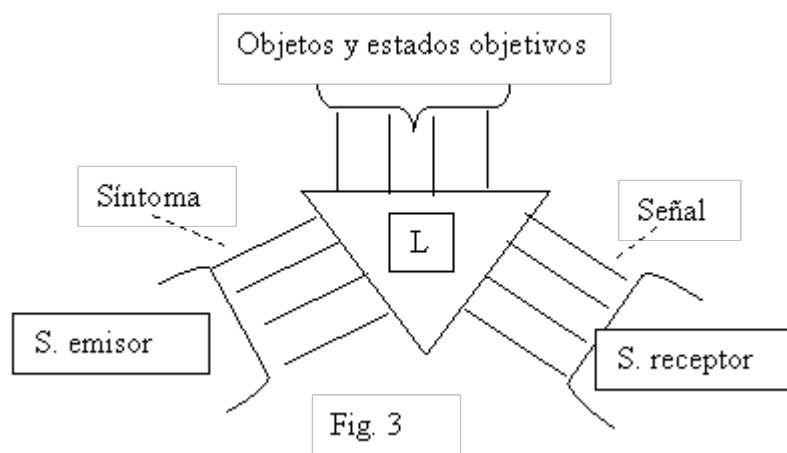 Objetos y estados objetivos
Síntoma
Señal
L
S. emisor
S. receptor
Fig. 3